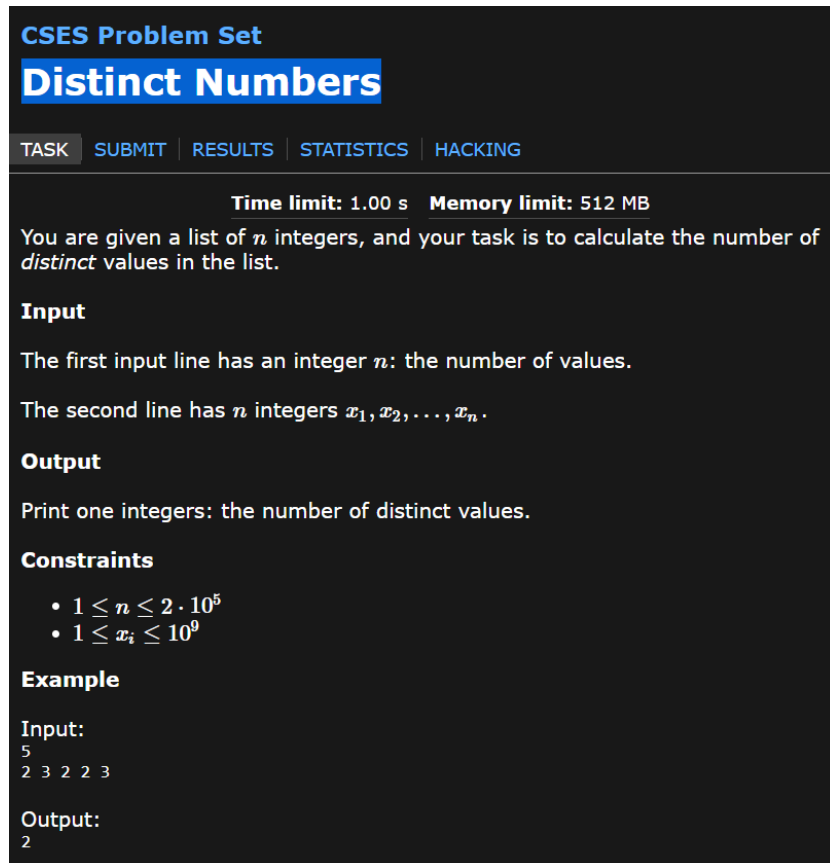 CSES Problem Set
Distinct Numbers
TASK SUBMIT RESULTS STATISTICS HACKING
Time limit: 1.00 s Memory limit: 512 MB
You are given a list of n integers, and your task is to calculate the number of
distinct values in the list.
Input
The first input line has an integer n: the number of values.
The second line has n integers x₁, x₂, . . . , xₙ.
Output
Print one integers: the number of distinct values.
Constraints
• 1 ≤ n ≤ 2 · 10⁵
• 1 ≤ xᵢ ≤ 10⁹
Example
Input:
5
2 3 2 2 3
Output:
2